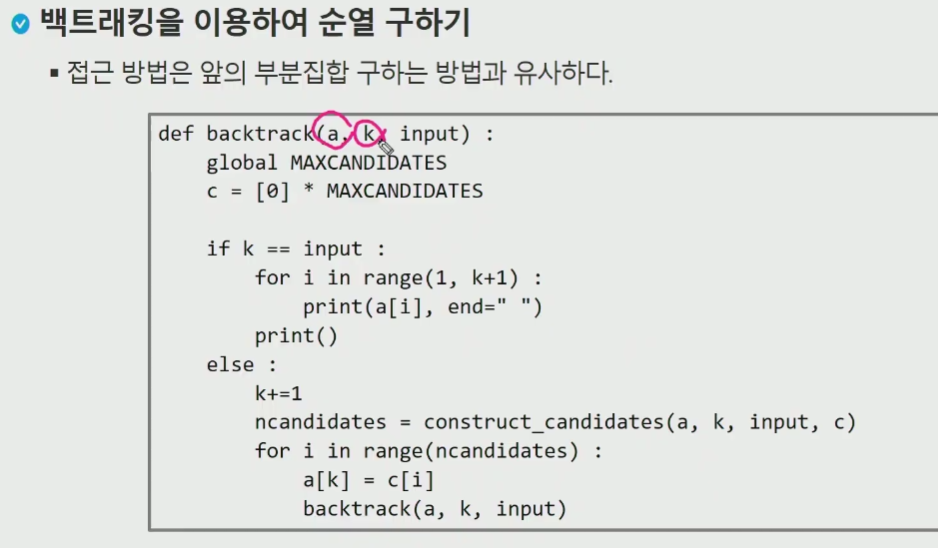 백트래킹을 이용하여 순열 구하기
▪ 접근 방법은 앞의 부분집합 구하는 방법과 유사하다.
def backtrack(a, k, input) :
    global MAXCANDIDATES
    c = [0] * MAXCANDIDATES
    if k == input :
        for i in range(1, k+1) :
            print(a[i], end=" ")
        print()
    else :
        k+=1
        ncandidates = construct_candidates(a, k, input, c)
        for i in range(ncandidates) :
            a[k] = c[i]
            backtrack(a, k, input)